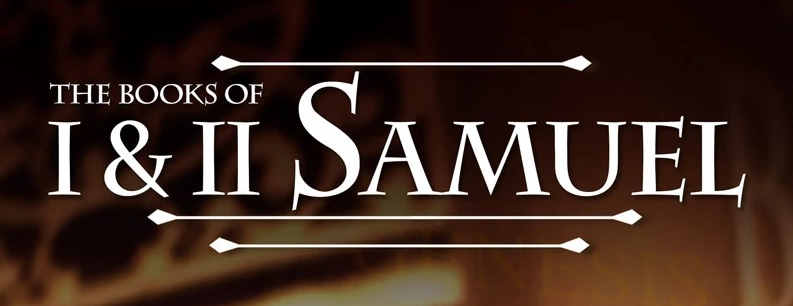 THE BOOKS OF
I & II SAMUEL